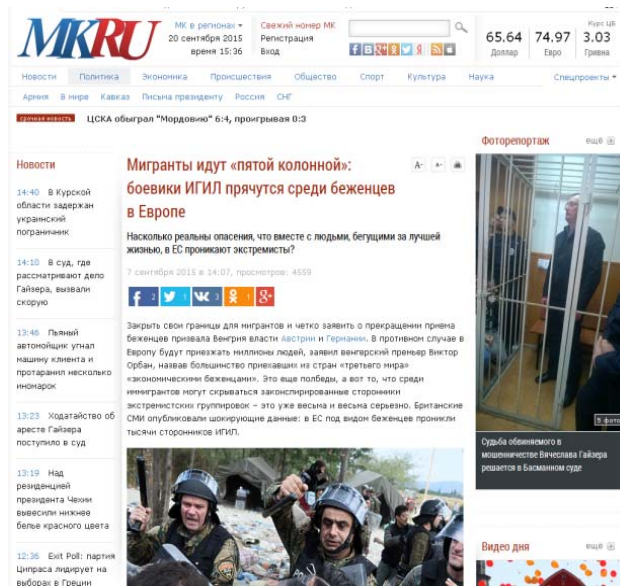 MKRU
МК в регионах
20 сентября 2015
время 15:36
Свежий номер МК
Регистрация
Вход
Курс ЦБ
65.64 74.97 3.03
Доллар Евро Гривна
Новости Политика Экономика Происшествия Общество Спорт Культура Наука Спецпроекты
Армия В мире Кавказ Письма президенту Россия СНГ
срочная новость ЦСКА обыграл "Мордовию" 6:4, проигрывая 0:3
Новости
14:40 В Курской
области задержан
украинский
пограничник
14:10 В суд, где
рассматривают дело
Гайзера, вызвали
скорую
13:46 Пьяный
автомойщик угнал
машину клиента и
протаранил несколько
иномарок
13:23 Ходатайство об
аресте Гайзера
поступило в суд
13:19 Над
резиденцией
президента Чехии
вывесили нижнее
белье красного цвета
12:36 Exit Poll: партия
Ципраса лидирует на
выборах в Греции
Мигранты идут «пятой колонной»:
боевики ИГИЛ прячутся среди беженцев
в Европе
A- A-
Насколько реальны опасения, что вместе с людьми, бегущими за лучшей
жизнью, в ЕС проникают экстремисты?
7 сентября 2015 в 14:07, просмотров: 4559
2 1 3 1
Закрыть свои границы для мигрантов и четко заявить о прекращении приема
беженцев призвала Венгрия власти Австрии и Германии. В противном случае в
Европу будут приезжать миллионы людей, заявил венгерский премьер Виктор
Орбан, назвав большинство приехавших из стран «третьего мира»
«экономическими беженцами». Это еще полбеды, а вот то, что среди
иммигрантов могут скрываться законспирированные сторонники
экстремистских группировок – это уже весьма и весьма серьезно. Британские
СМИ опубликовали шокирующие данные: в ЕС под видом беженцев проникли
тысячи сторонников ИГИЛ.
Фоторепортаж ещё
5 фото
Судьба обвиняемого в
мошенничестве Вячеслава Гайзера
решается в Басманном суде
Видео дня ещё